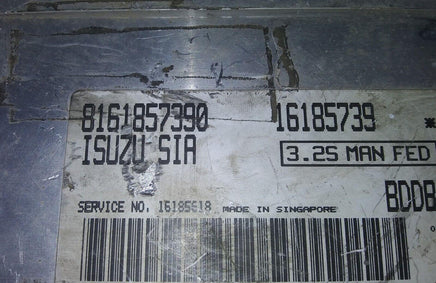 8161857390 16185739 *
ISUZU SIA 3.2S MAN FED
BDDB
SERVICE NO. 16185618 MADE IN SINGAPORE